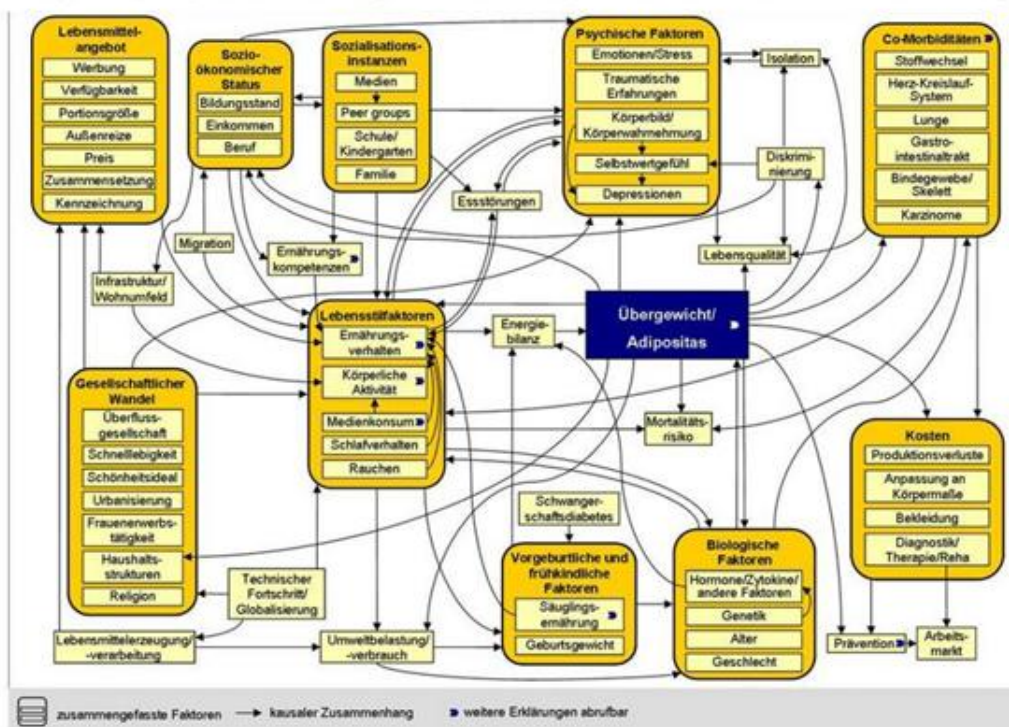 Lebensmittel-
angebot
Werbung
Verfügbarkeit
Portionsgröße
Außenreize
Preis
Zusammensetzung
Kennzeichnung
Sozio-
ökonomischer
Status
Bildungsstand
Einkommen
Beruf
Sozialisations-
instanzen
Medien
Peer groups
Schule/
Kindergarten
Familie
Psychische Faktoren
Emotionen/Stress
Traumatische
Erfahrungen
Körperbild/
Körperwahrnehmung
Selbstwertgefühl
Depressionen
Isolation
Diskrimi-
nierung
Lebensqualität
Co-Morbiditäten
Stoffwechsel
Herz-Kreislauf-
System
Lunge
Gastro-
intestinaltrakt
Bindegewebe/
Skelett
Karzinome
Essstörungen
Migration
Ernährungs-
kompetenzen
Infrastruktur/
Wohnumfeld
Lebensstilfaktoren
Ernährungs-
verhalten
Körperliche
Aktivität
Medienkonsum
Schlafverhalten
Rauchen
Energie-
bilanz
Übergewicht/
Adipositas
Mortalitäts-
risiko
Gesellschaftlicher
Wandel
Überfluss-
gesellschaft
Schnelllebigkeit
Schönheitsideal
Urbanisierung
Frauenerwerbs-
tätigkeit
Haushalts-
strukturen
Religion
Kosten
Produktionsverluste
Anpassung an
Körpermaße
Bekleidung
Diagnostik/
Therapie/Reha
Schwanger-
schaftsdiabetes
Vorgeburtliche und
frühkindliche
Faktoren
Säuglings-
ernährung
Geburtsgewicht
Biologische
Faktoren
Hormone/Zytokine/
andere Faktoren
Genetik
Alter
Geschlecht
Technischer
Fortschritt/
Globalisierung
Lebensmittelerzeugung/
-verarbeitung
Umweltbelastung/
-verbrauch
Prävention
Arbeits-
markt
zusammengefasste Faktoren
kausaler Zusammenhang
weitere Erklärungen abrufbar